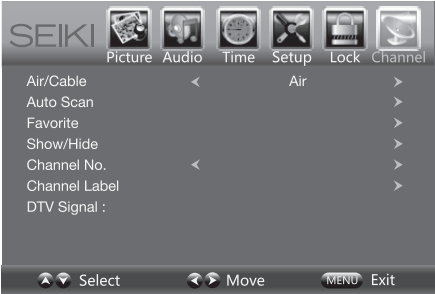 SEIKI
Picture Audio Time Setup Lock Channel
Air/Cable Air
Auto Scan
Favorite
Show/Hide
Channel No.
Channel Label
DTV Signal :
Select Move MENU Exit